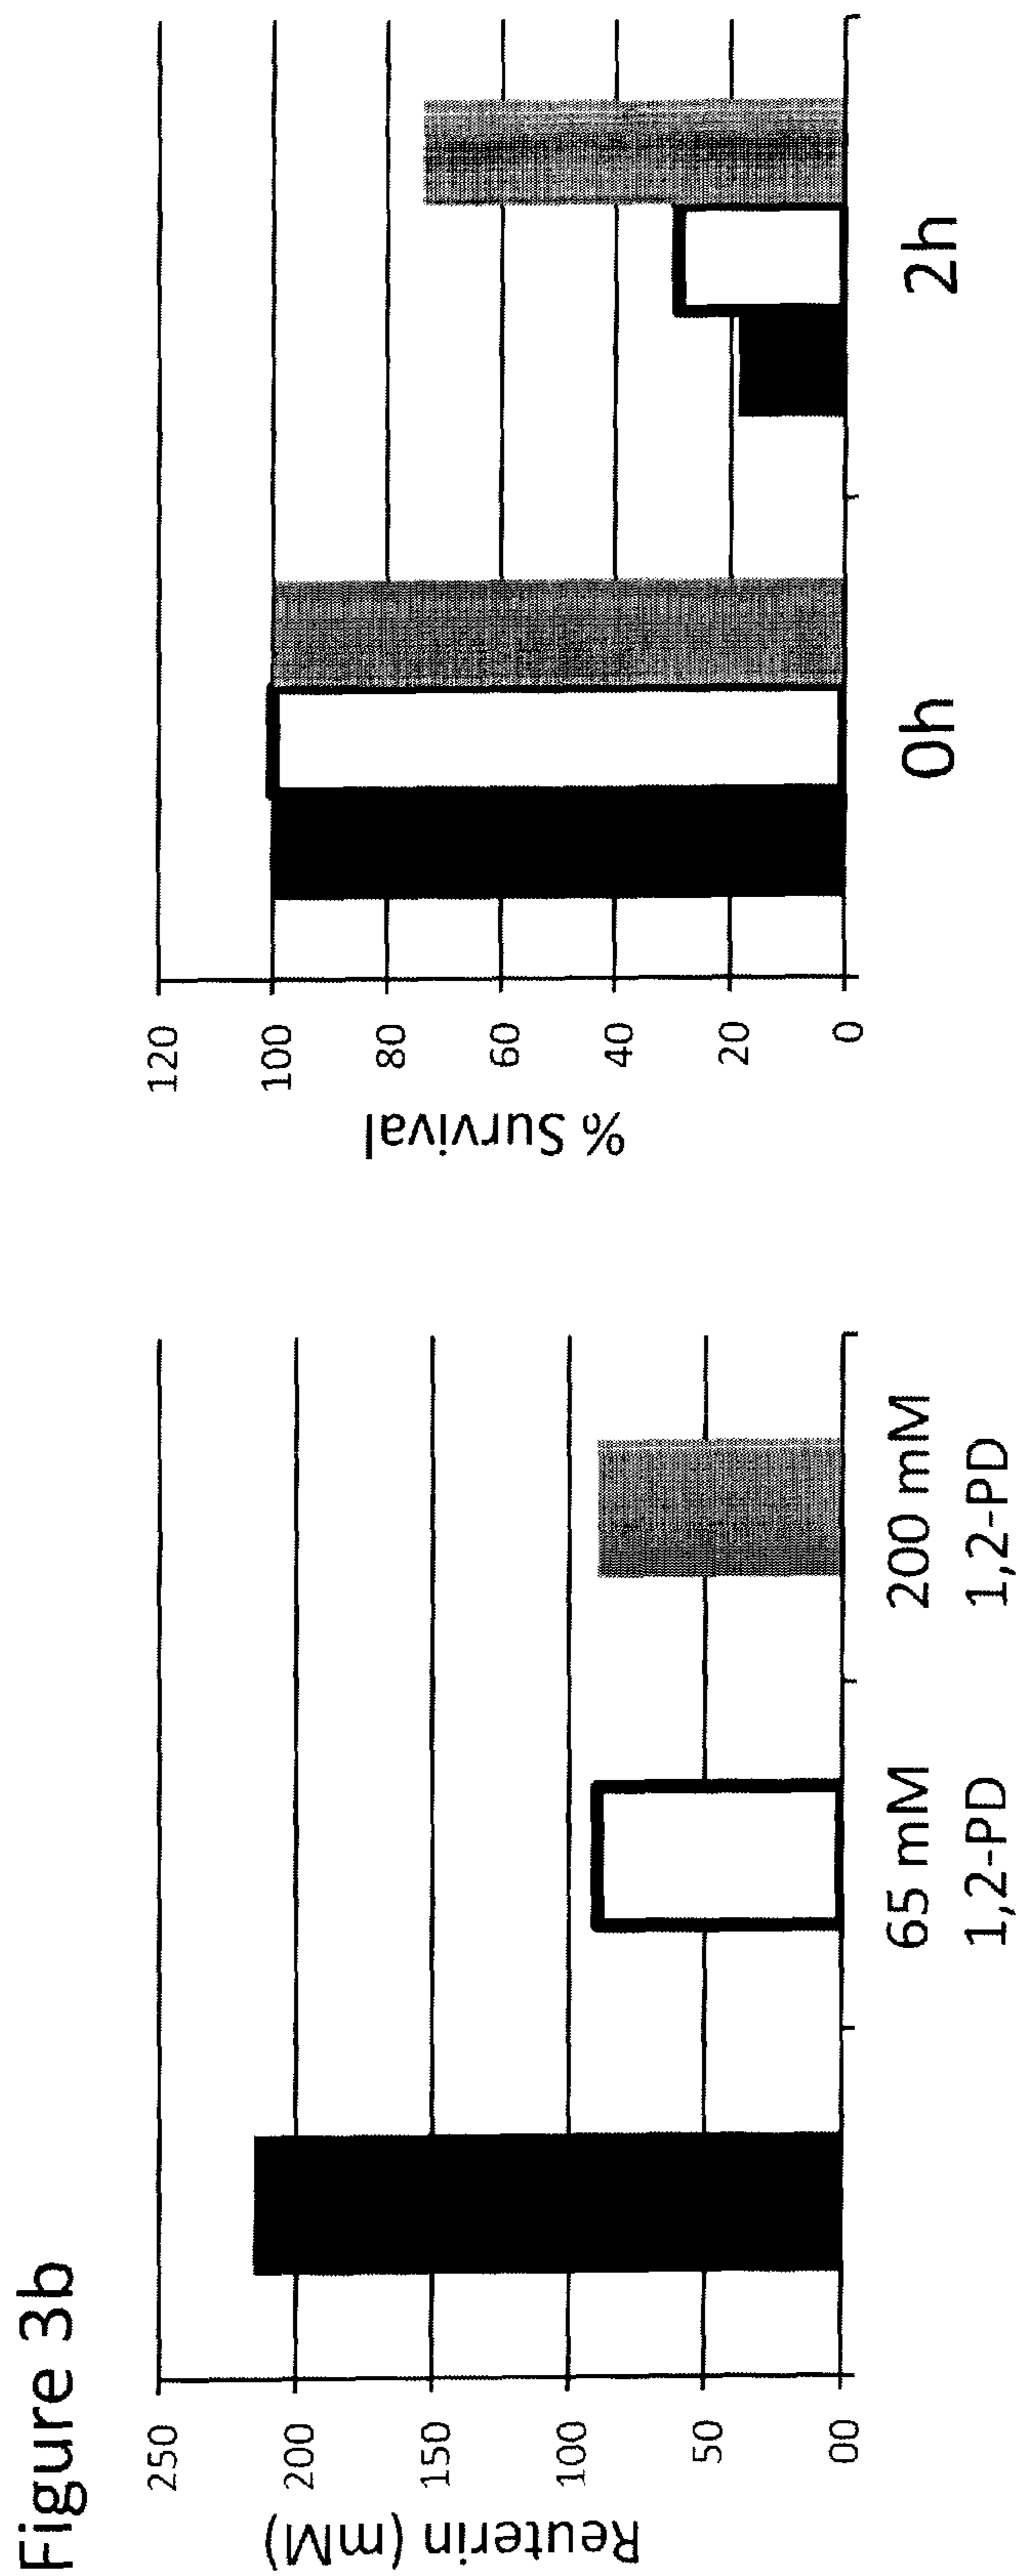 Figure 3b
Reuterin (mM)
250
200
150
100
50
00
65 mM
1,2-PD
200 mM
1,2-PD
% Survival
120
100
80
60
40
20
0
0h
2h